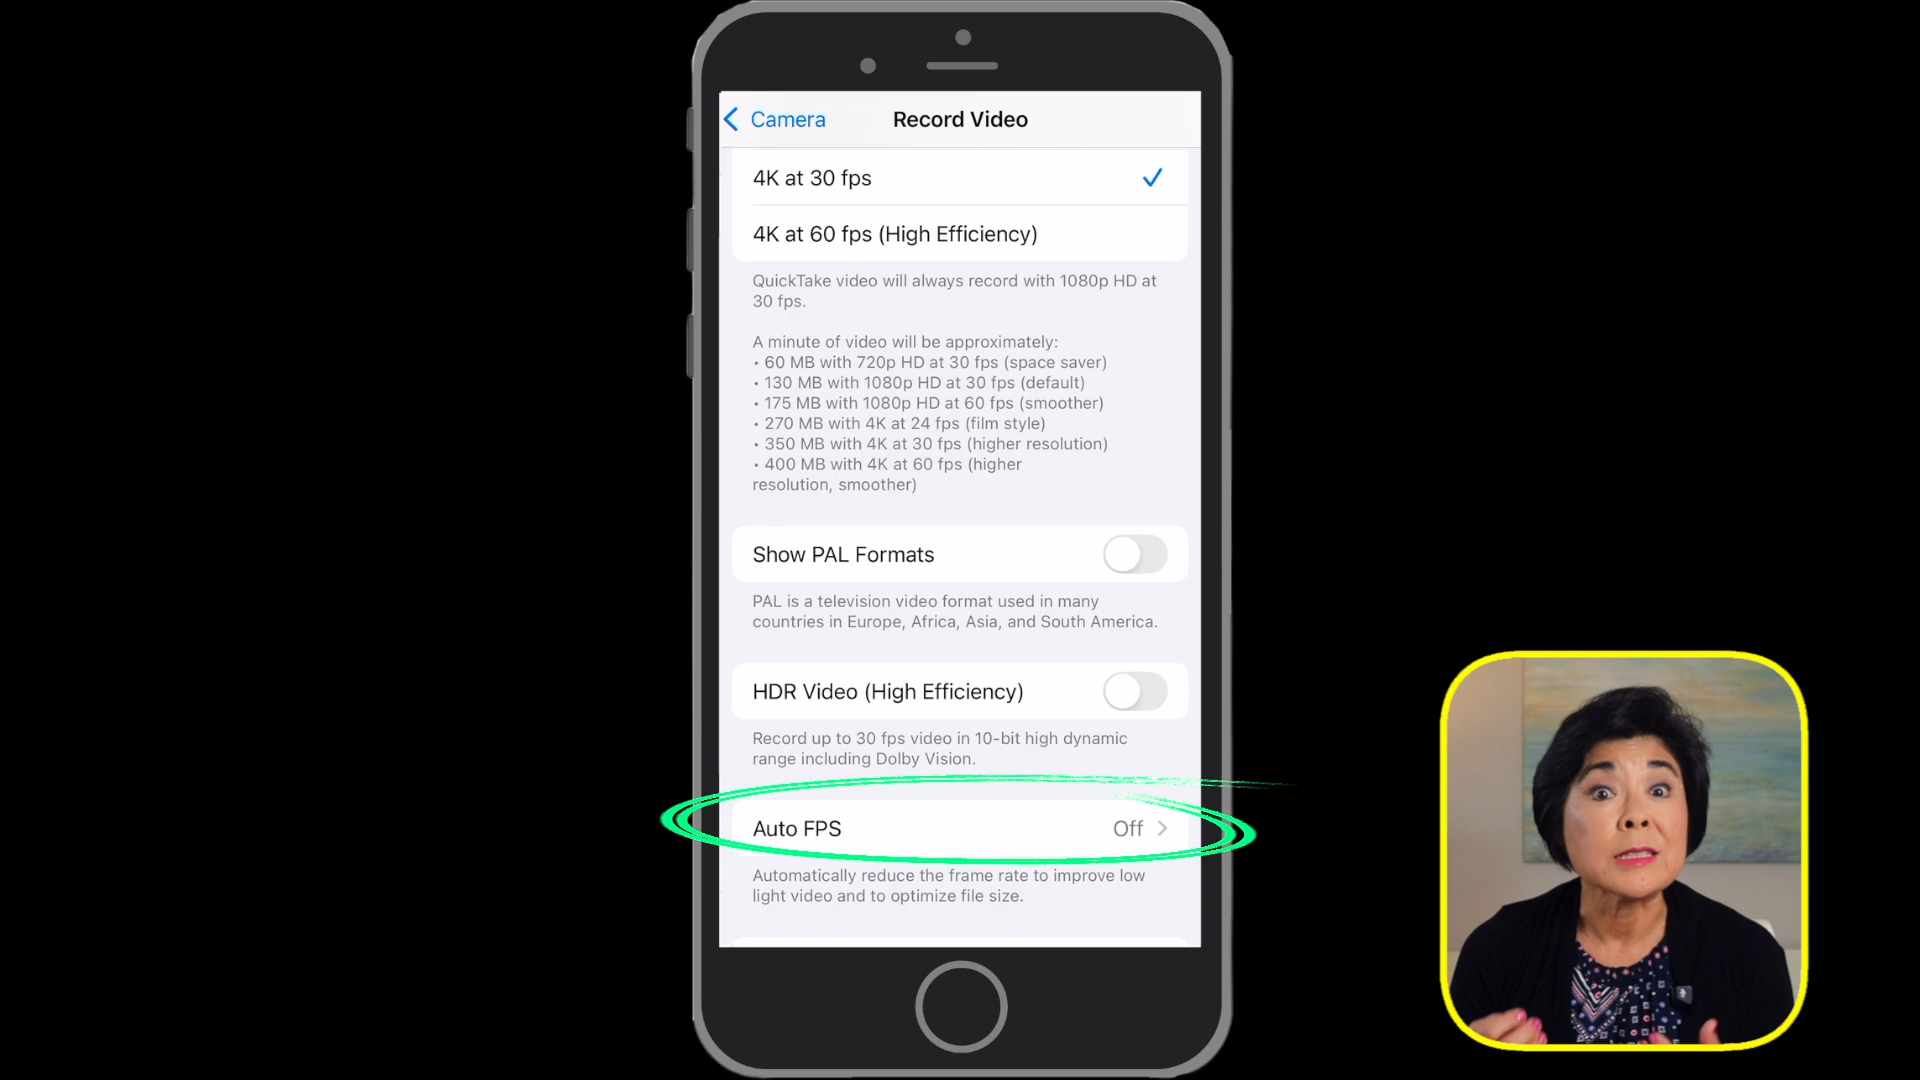 Camera
Record Video
4K at 30 fps
4K at 60 fps (High Efficiency)
QuickTake video will always record with 1080p HD at
30 fps.
A minute of video will be approximately:
• 60 MB with 720p HD at 30 fps (space saver)
• 130 MB with 1080p HD at 30 fps (default)
• 175 MB with 1080p HD at 60 fps (smoother)
• 270 MB with 4K at 24 fps (film style)
• 350 MB with 4K at 30 fps (higher resolution)
• 400 MB with 4K at 60 fps (higher
resolution, smoother)
Show PAL Formats
PAL is a television video format used in many
countries in Europe, Africa, Asia, and South America.
HDR Video (High Efficiency)
Record up to 30 fps video in 10-bit high dynamic
range including Dolby Vision.
Auto FPS Off
Automatically reduce the frame rate to improve low
light video and to optimize file size.